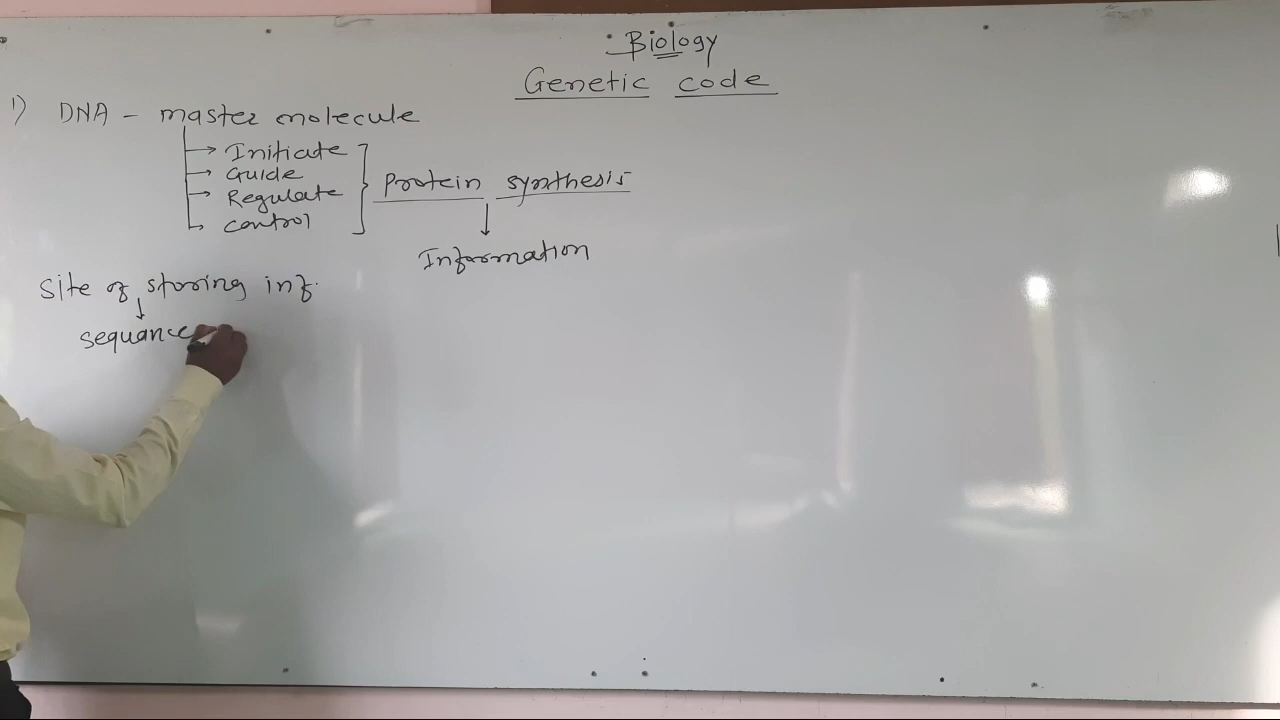 Biology
Genetic code
1) DNA - master molecule
→ Initiate
→ Guide
→ Regulate
→ control
} Protein synthesis
↓
Information
Site of storing inf.
↓
sequance